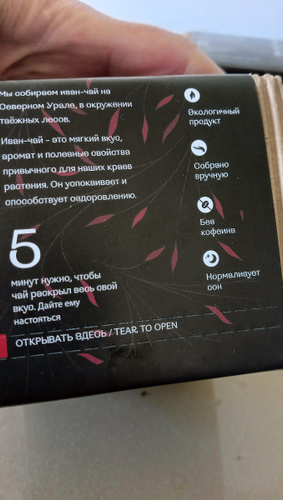 Мы собираем иван-чай на
Северном Урале, в окружении
таёжных лесов.
Иван-чай - это мягкий вкус,
аромат и полезные свойства
привычного для наших краев
растения. Он успокаивает и
способствует оздоровлению.
5
минут нужно, чтобы
чай раскрыл весь свой
вкус. Дайте ему
настояться
Экологичный
продукт
Собрано
вручную
Без
кофеина
Нормализует
сон
ОТКРЫВАТЬ ЗДЕСЬ / TEAR TO OPEN